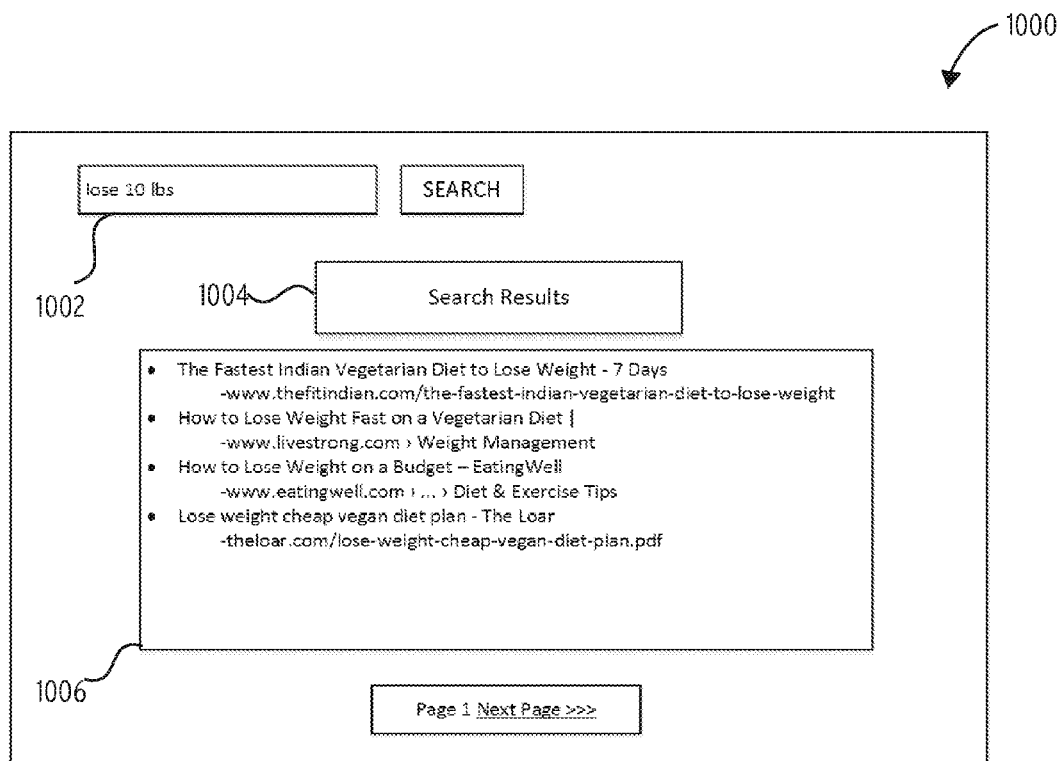 1000
lose 10 lbs
SEARCH
1002
1004
Search Results
• The Fastest Indian Vegetarian Diet to Lose Weight - 7 Days
-www.thefitindian.com/the-fastest-indian-vegetarian-diet-to-lose-weight
• How to Lose Weight Fast on a Vegetarian Diet |
-www.livestrong.com › Weight Management
• How to Lose Weight on a Budget – EatingWell
-www.eatingwell.com › ... › Diet & Exercise Tips
• Lose weight cheap vegan diet plan - The Loar
-theloar.com/lose-weight-cheap-vegan-diet-plan.pdf
1006
Page 1 Next Page >>>